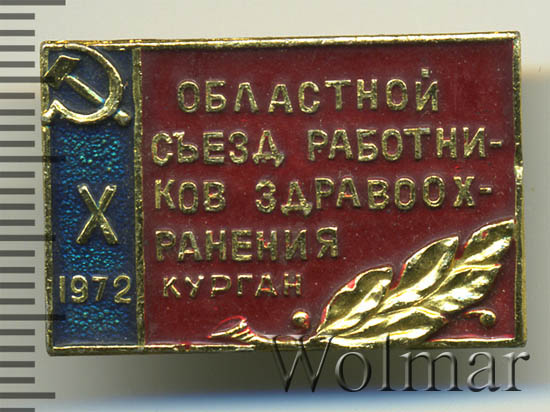 ОБЛАСТНОЙ
СЪЕЗД РАБОТНИ-
КОВ ЗДРАВООХ-
РАНЕНИЯ
КУРГАН
X
1972
Wolmar